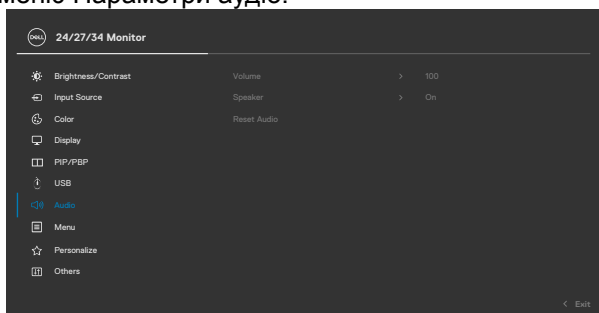 меню Параметри аудіо.
DELL 24/27/34 Monitor
Brightness/Contrast Volume > 100
Input Source Speaker > On
Color Reset Audio
Display
PIP/PBP
USB
Audio
Menu
Personalize
Others
< Exit